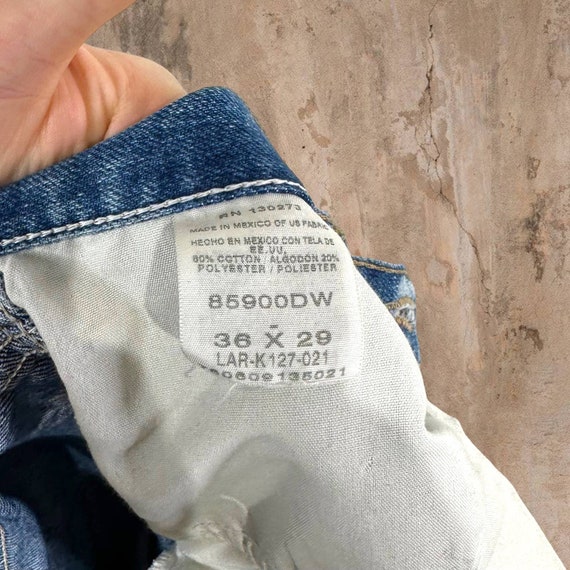 RN 130273
MADE IN MEXICO OF US FABRIC
HECHO EN MEXICO CON TELA DE
EE.UU.
80% COTTON / ALGODON 20%
POLYESTER / POLIESTER
85900DW
36 X 29
LAR-K127-021